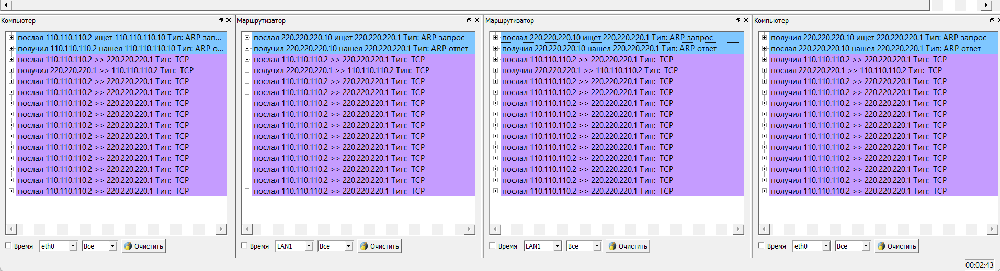 Компьютер
послал 110.110.110.2 ищет 110.110.110.10 Тип: ARP зап...
получил 110.110.110.2 нашел 110.110.110.10 Тип: ARP о...
послал 110.110.110.2 >> 220.220.220.1 Тип: TCP
получил 220.220.220.1 >> 110.110.110.2 Тип: TCP
послал 110.110.110.2 >> 220.220.220.1 Тип: TCP
послал 110.110.110.2 >> 220.220.220.1 Тип: TCP
послал 110.110.110.2 >> 220.220.220.1 Тип: TCP
послал 110.110.110.2 >> 220.220.220.1 Тип: TCP
послал 110.110.110.2 >> 220.220.220.1 Тип: TCP
послал 110.110.110.2 >> 220.220.220.1 Тип: TCP
послал 110.110.110.2 >> 220.220.220.1 Тип: TCP
послал 110.110.110.2 >> 220.220.220.1 Тип: TCP
послал 110.110.110.2 >> 220.220.220.1 Тип: TCP
послал 110.110.110.2 >> 220.220.220.1 Тип: TCP
послал 110.110.110.2 >> 220.220.220.1 Тип: TCP
Время eth0 Все Очистить
Маршрутизатор
послал 220.220.220.10 ищет 220.220.220.1 Тип: ARP запрос
получил 220.220.220.10 нашел 220.220.220.1 Тип: ARP ответ
послал 110.110.110.2 >> 220.220.220.1 Тип: TCP
получил 220.220.220.1 >> 110.110.110.2 Тип: TCP
послал 110.110.110.2 >> 220.220.220.1 Тип: TCP
послал 110.110.110.2 >> 220.220.220.1 Тип: TCP
послал 110.110.110.2 >> 220.220.220.1 Тип: TCP
послал 110.110.110.2 >> 220.220.220.1 Тип: TCP
послал 110.110.110.2 >> 220.220.220.1 Тип: TCP
послал 110.110.110.2 >> 220.220.220.1 Тип: TCP
послал 110.110.110.2 >> 220.220.220.1 Тип: TCP
послал 110.110.110.2 >> 220.220.220.1 Тип: TCP
послал 110.110.110.2 >> 220.220.220.1 Тип: TCP
послал 110.110.110.2 >> 220.220.220.1 Тип: TCP
послал 110.110.110.2 >> 220.220.220.1 Тип: TCP
Время LAN1 Все Очистить
Маршрутизатор
послал 220.220.220.10 ищет 220.220.220.1 Тип: ARP запрос
получил 220.220.220.10 нашел 220.220.220.1 Тип: ARP ответ
послал 110.110.110.2 >> 220.220.220.1 Тип: TCP
получил 220.220.220.1 >> 110.110.110.2 Тип: TCP
послал 110.110.110.2 >> 220.220.220.1 Тип: TCP
послал 110.110.110.2 >> 220.220.220.1 Тип: TCP
послал 110.110.110.2 >> 220.220.220.1 Тип: TCP
послал 110.110.110.2 >> 220.220.220.1 Тип: TCP
послал 110.110.110.2 >> 220.220.220.1 Тип: TCP
послал 110.110.110.2 >> 220.220.220.1 Тип: TCP
послал 110.110.110.2 >> 220.220.220.1 Тип: TCP
послал 110.110.110.2 >> 220.220.220.1 Тип: TCP
послал 110.110.110.2 >> 220.220.220.1 Тип: TCP
послал 110.110.110.2 >> 220.220.220.1 Тип: TCP
послал 110.110.110.2 >> 220.220.220.1 Тип: TCP
Время LAN1 Все Очистить
Компьютер
получил 220.220.220.10 ищет 220.220.220.1 Тип: ARP запрос
послал 220.220.220.10 нашел 220.220.220.1 Тип: ARP ответ
получил 110.110.110.2 >> 220.220.220.1 Тип: TCP
послал 220.220.220.1 >> 110.110.110.2 Тип: TCP
получил 110.110.110.2 >> 220.220.220.1 Тип: TCP
получил 110.110.110.2 >> 220.220.220.1 Тип: TCP
получил 110.110.110.2 >> 220.220.220.1 Тип: TCP
получил 110.110.110.2 >> 220.220.220.1 Тип: TCP
получил 110.110.110.2 >> 220.220.220.1 Тип: TCP
получил 110.110.110.2 >> 220.220.220.1 Тип: TCP
получил 110.110.110.2 >> 220.220.220.1 Тип: TCP
получил 110.110.110.2 >> 220.220.220.1 Тип: TCP
получил 110.110.110.2 >> 220.220.220.1 Тип: TCP
получил 110.110.110.2 >> 220.220.220.1 Тип: TCP
получил 110.110.110.2 >> 220.220.220.1 Тип: TCP
Время eth0 Все Очистить
00:02:43